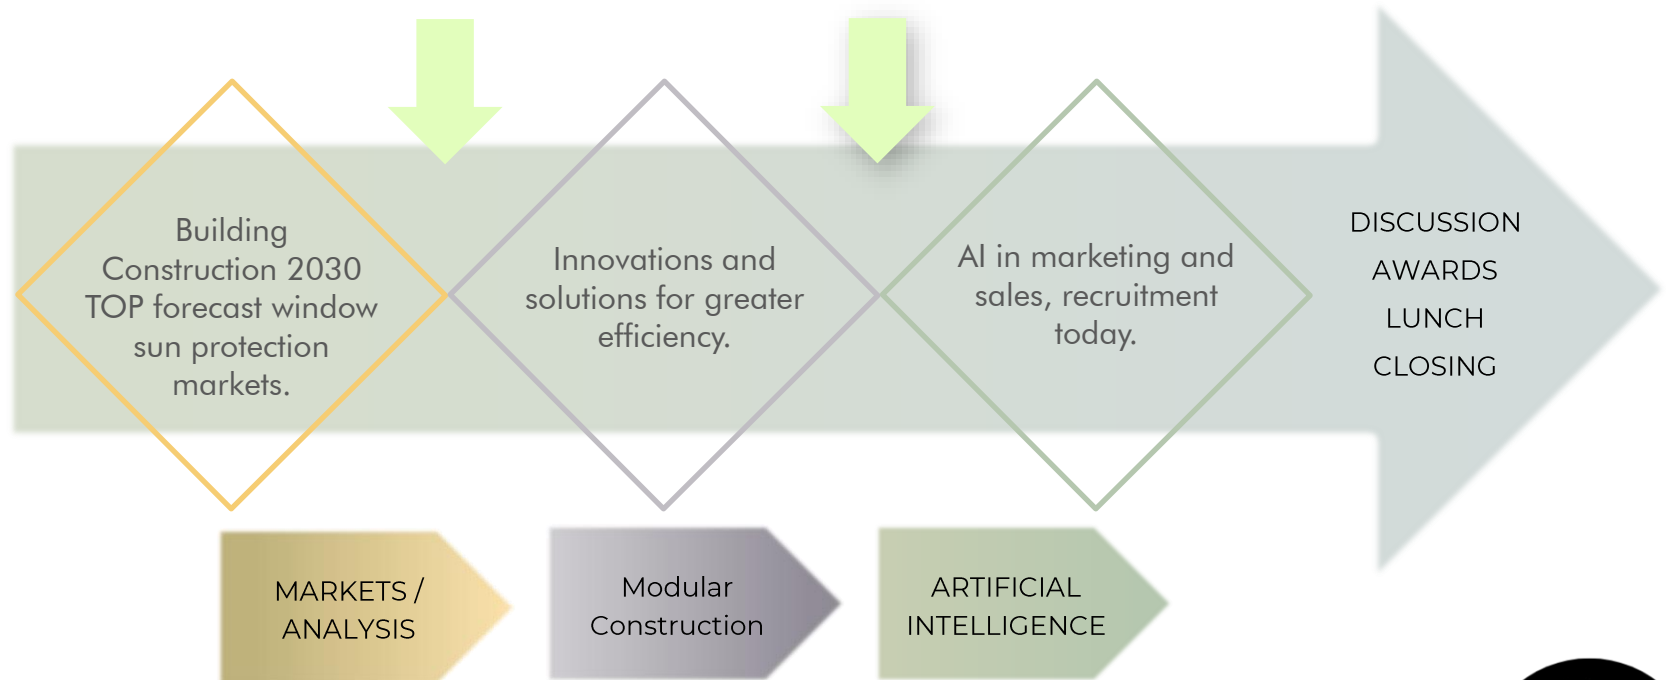 Building
Construction 2030
TOP forecast window
sun protection
markets.
Innovations and
solutions for greater
efficiency.
AI in marketing and
sales, recruitment
today.
DISCUSSION
AWARDS
LUNCH
CLOSING
MARKETS /
ANALYSIS
Modular
Construction
ARTIFICIAL
INTELLIGENCE